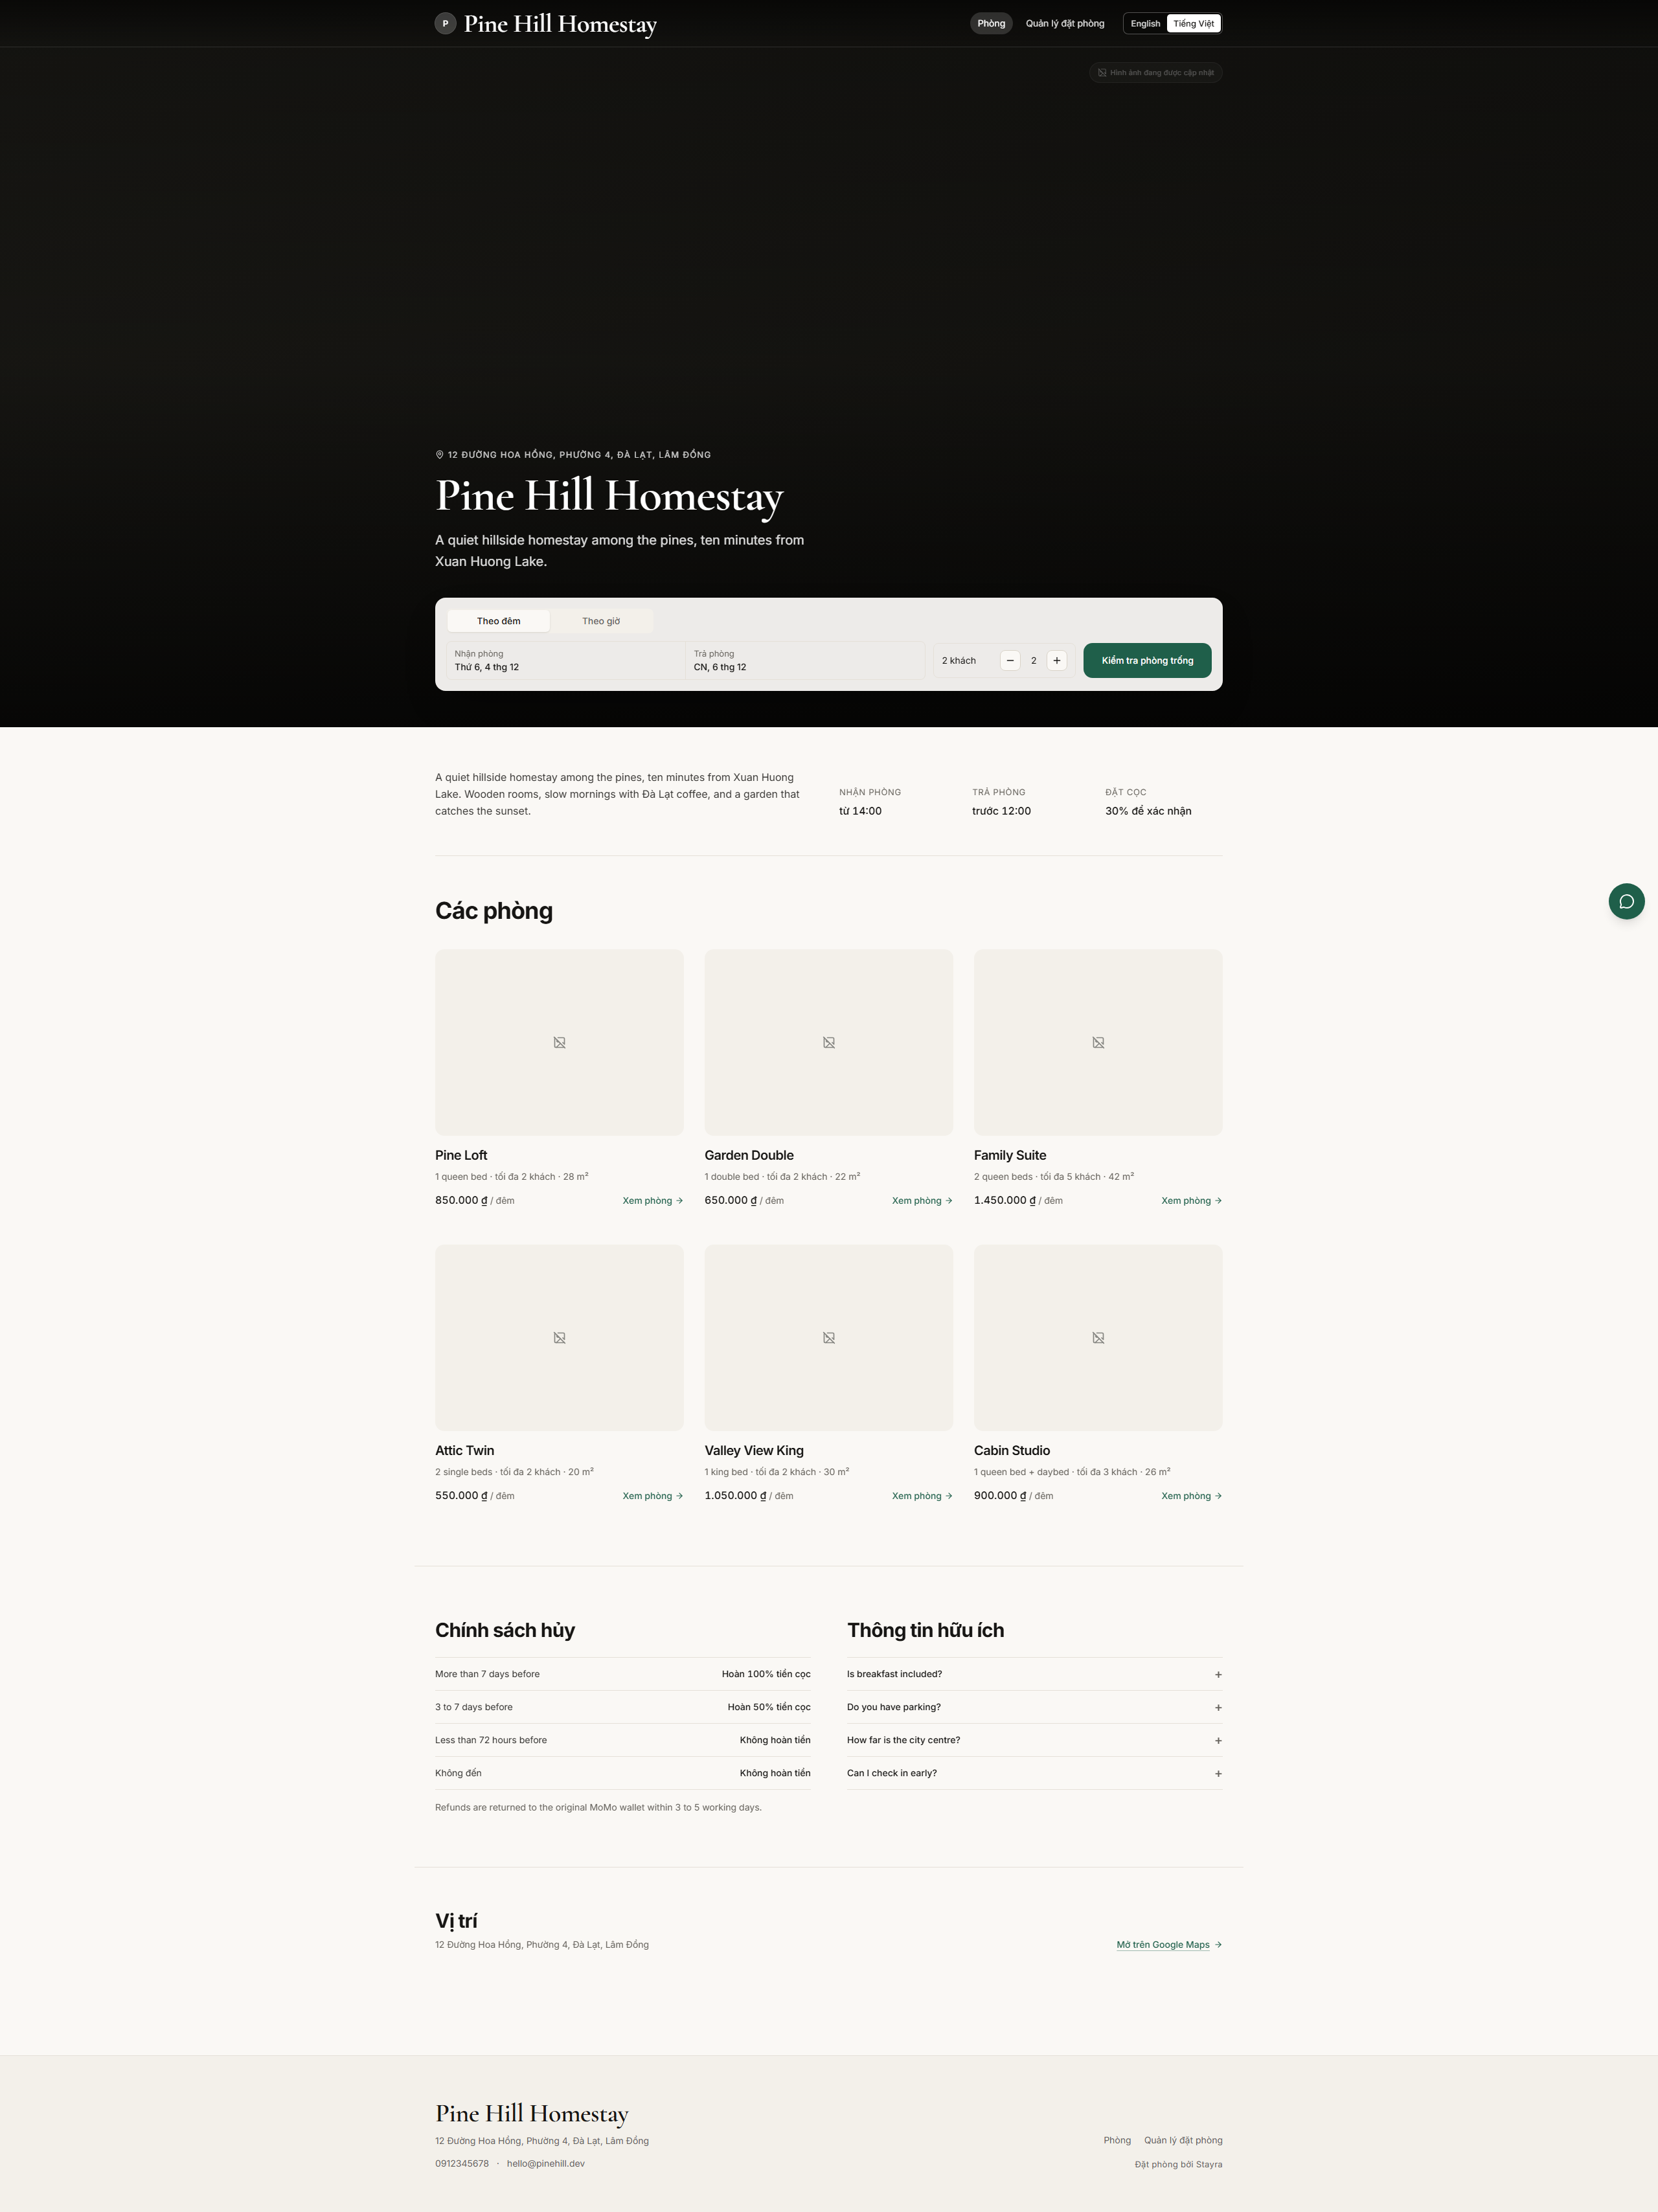 P Pine Hill Homestay Phòng Quản lý đặt phòng English Tiếng Việt
Hình ảnh đang được cập nhật
12 ĐƯỜNG HOA HỒNG, PHƯỜNG 4, ĐÀ LẠT, LÂM ĐỒNG
Pine Hill Homestay
A quiet hillside homestay among the pines, ten minutes from
Xuan Huong Lake.
Theo đêm Theo giờ
Nhận phòng Trả phòng
Thứ 6, 4 thg 12 CN, 6 thg 12
2 khách − 2 + Kiểm tra phòng trống
A quiet hillside homestay among the pines, ten minutes from Xuan Huong
Lake. Wooden rooms, slow mornings with Đà Lạt coffee, and a garden that
catches the sunset.
NHẬN PHÒNG TRẢ PHÒNG ĐẶT CỌC
từ 14:00 trước 12:00 30% để xác nhận
Các phòng
Pine Loft
1 queen bed · tối đa 2 khách · 28 m²
850.000 ₫ / đêm Xem phòng →
Garden Double
1 double bed · tối đa 2 khách · 22 m²
650.000 ₫ / đêm Xem phòng →
Family Suite
2 queen beds · tối đa 5 khách · 42 m²
1.450.000 ₫ / đêm Xem phòng →
Attic Twin
2 single beds · tối đa 2 khách · 20 m²
550.000 ₫ / đêm Xem phòng →
Valley View King
1 king bed · tối đa 2 khách · 30 m²
1.050.000 ₫ / đêm Xem phòng →
Cabin Studio
1 queen bed + daybed · tối đa 3 khách · 26 m²
900.000 ₫ / đêm Xem phòng →
Chính sách hủy
More than 7 days before Hoàn 100% tiền cọc
3 to 7 days before Hoàn 50% tiền cọc
Less than 72 hours before Không hoàn tiền
Không đến Không hoàn tiền
Refunds are returned to the original MoMo wallet within 3 to 5 working days.
Thông tin hữu ích
Is breakfast included? +
Do you have parking? +
How far is the city centre? +
Can I check in early? +
Vị trí
12 Đường Hoa Hồng, Phường 4, Đà Lạt, Lâm Đồng Mở trên Google Maps →
Pine Hill Homestay
12 Đường Hoa Hồng, Phường 4, Đà Lạt, Lâm Đồng
0912345678 · hello@pinehill.dev
Phòng Quản lý đặt phòng
Đặt phòng bởi Stayra